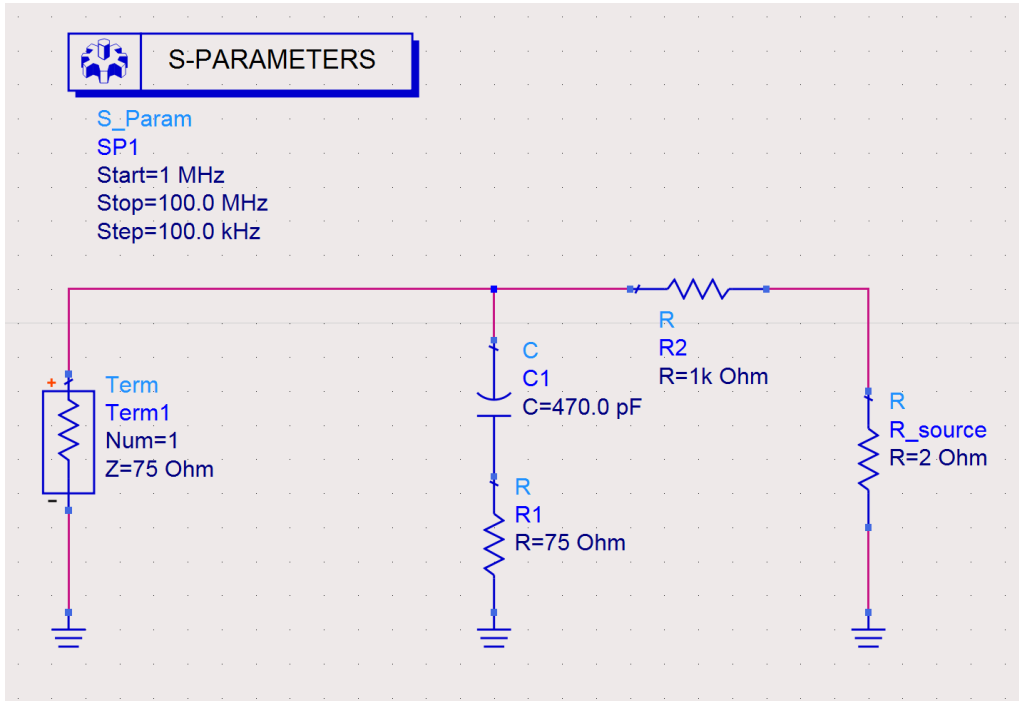 S-PARAMETERS
S_Param
SP1
Start=1 MHz
Stop=100.0 MHz
Step=100.0 kHz
R
R2
R=1k Ohm
C
C1
C=470.0 pF
+
Term
Term1
Num=1
Z=75 Ohm
-
R
R_source
R=2 Ohm
R
R1
R=75 Ohm